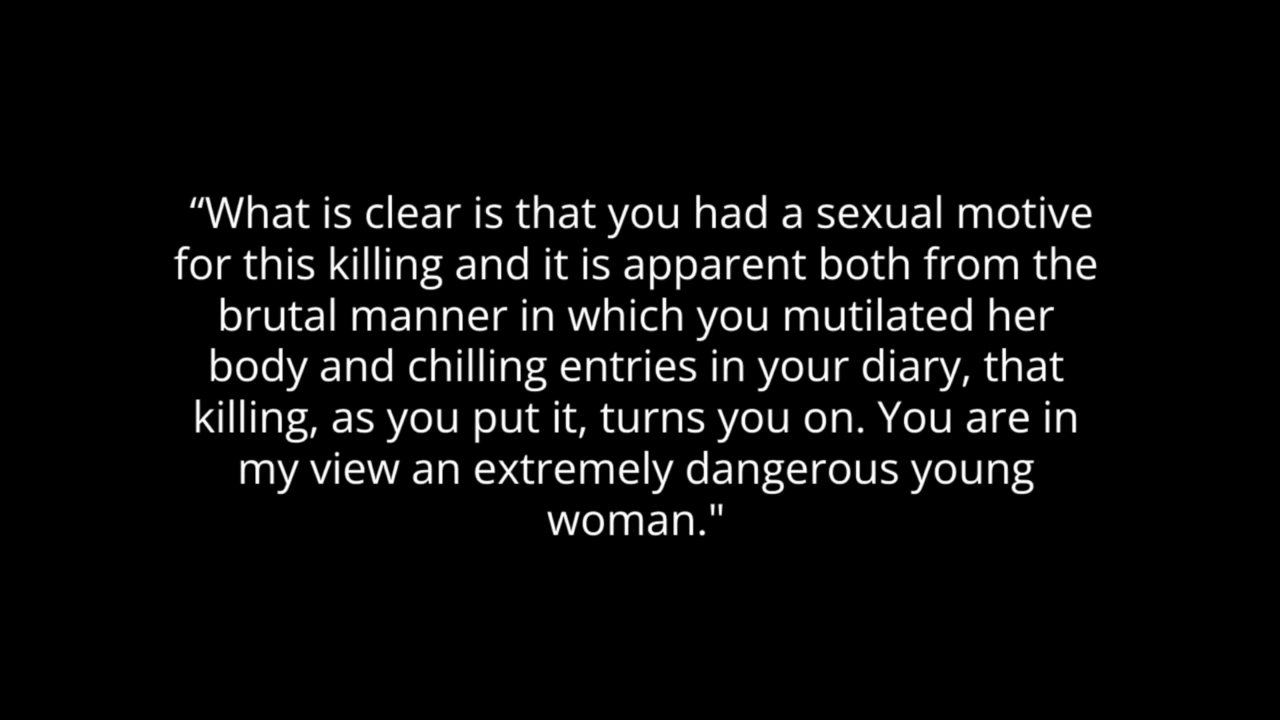 “What is clear is that you had a sexual motive
for this killing and it is apparent both from the
brutal manner in which you mutilated her
body and chilling entries in your diary, that
killing, as you put it, turns you on. You are in
my view an extremely dangerous young
woman."